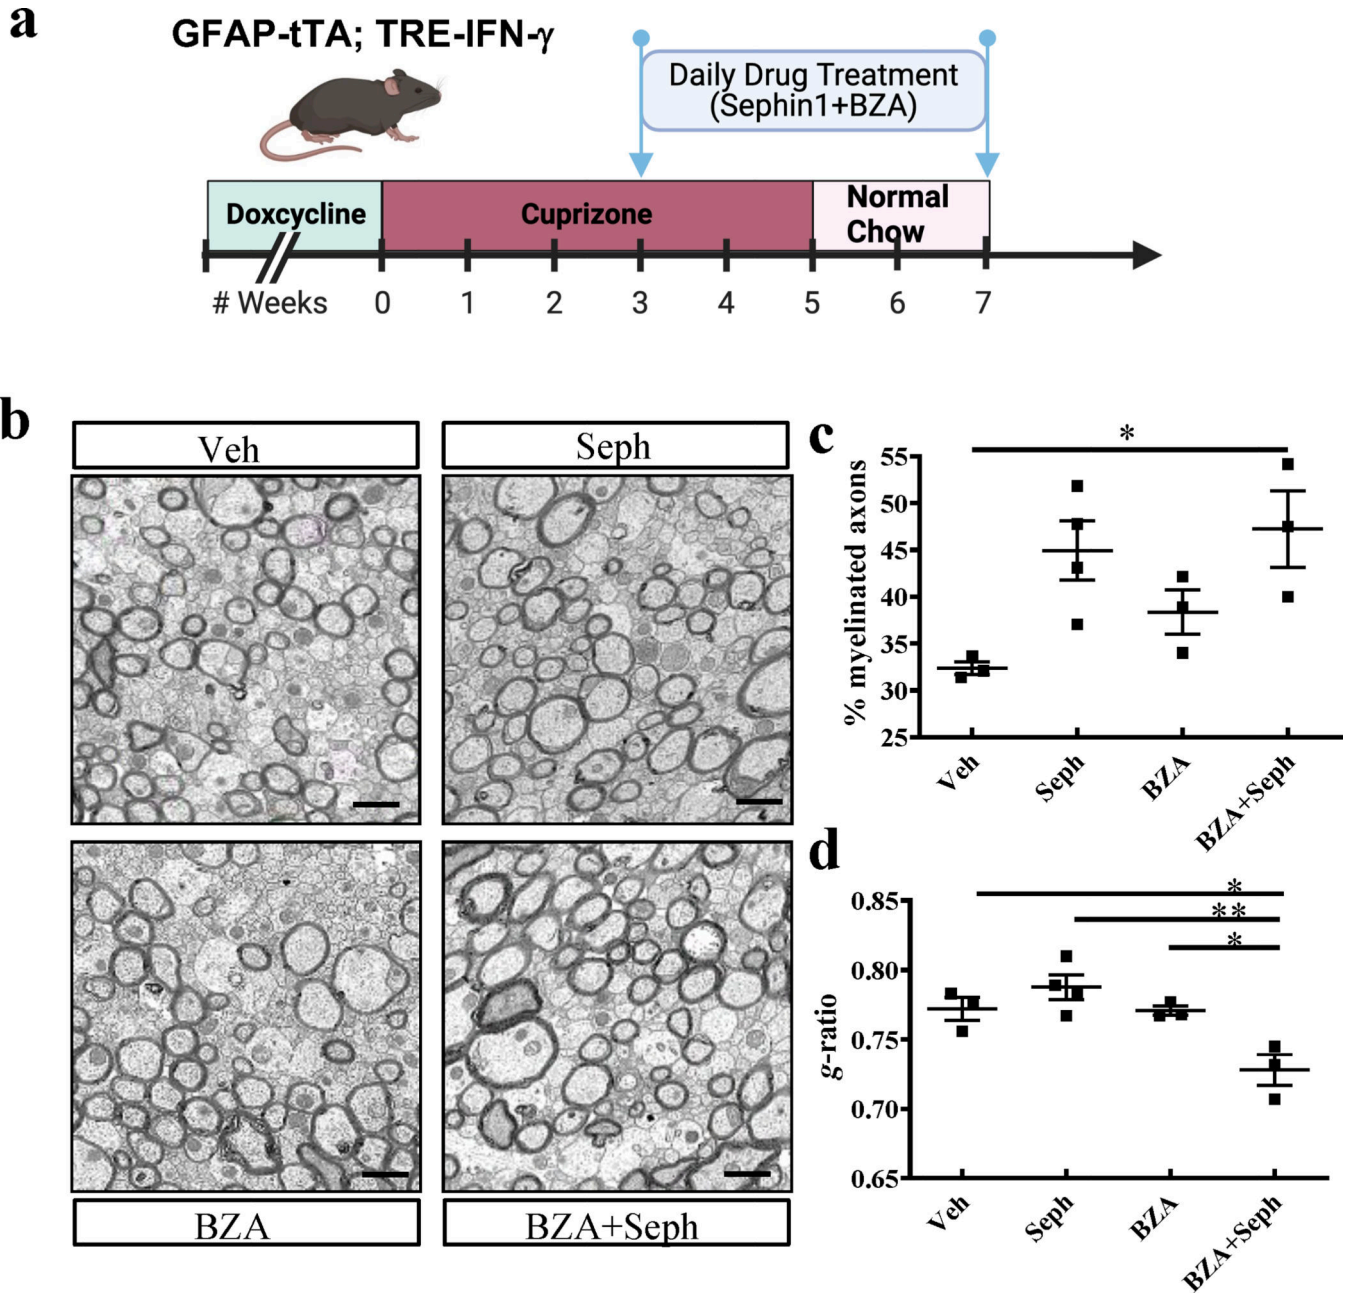 a
GFAP-tTA; TRE-IFN-γ
Daily Drug Treatment
(Sephin1+BZA)
Doxcycline
Cuprizone
Normal
Chow
# Weeks 0 1 2 3 4 5 6 7
b
Veh
Seph
BZA
BZA+Seph
c
*
% myelinated axons
55
50
45
40
35
30
25
Veh
Seph
BZA
BZA+Seph
d
*
**
*
g-ratio
0.85
0.80
0.75
0.70
0.65
Veh
Seph
BZA
BZA+Seph